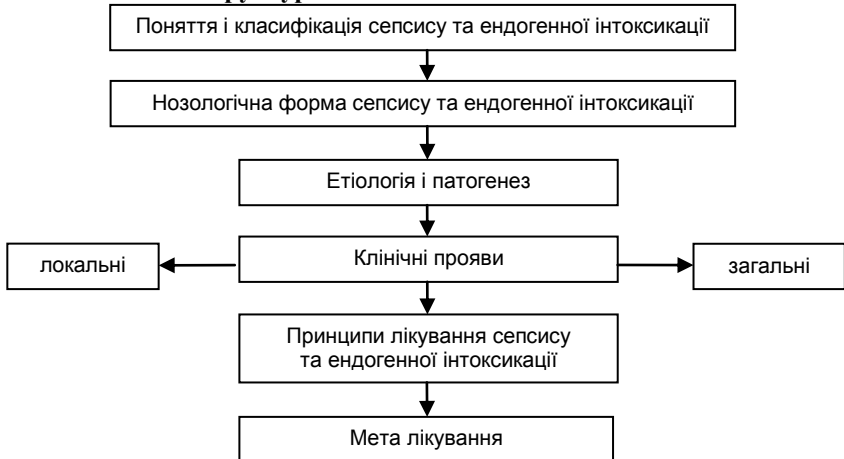 Поняття і класифікація сепсису та ендогенної інтоксикації
Нозологічна форма сепсису та ендогенної інтоксикації
Етіологія і патогенез
локальні
Клінічні прояви
загальні
Принципи лікування сепсису
та ендогенної інтоксикації
Мета лікування